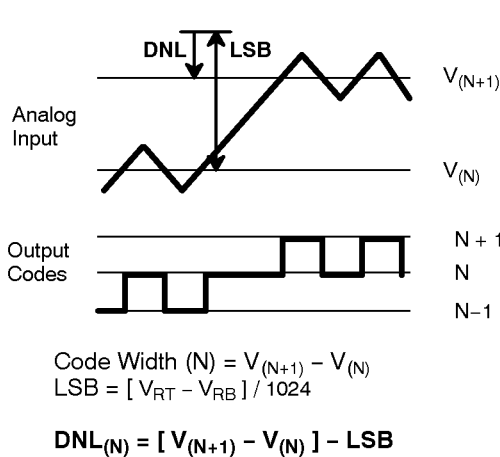 DNL LSB
V(N+1)
Analog
Input
V(N)
Output
Codes
N + 1
N
N−1
Code Width (N) = V(N+1) − V(N)
LSB = [ VRT − VRB ] / 1024
DNL(N) = [ V(N+1) − V(N) ] − LSB